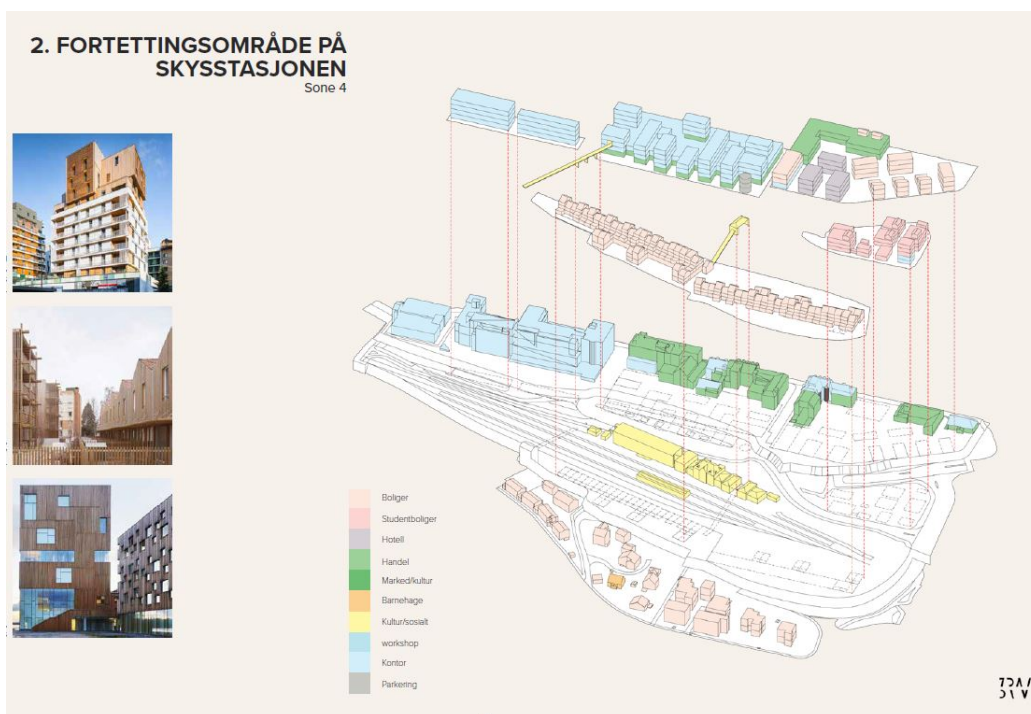 2. FORTETTINGSOMRÅDE PÅ
SKYSSTASJONEN
Sone 4
Boliger
Studentboliger
Hotell
Handel
Marked/kultur
Barnehage
Kultur/sosialt
workshop
Kontor
Parkering